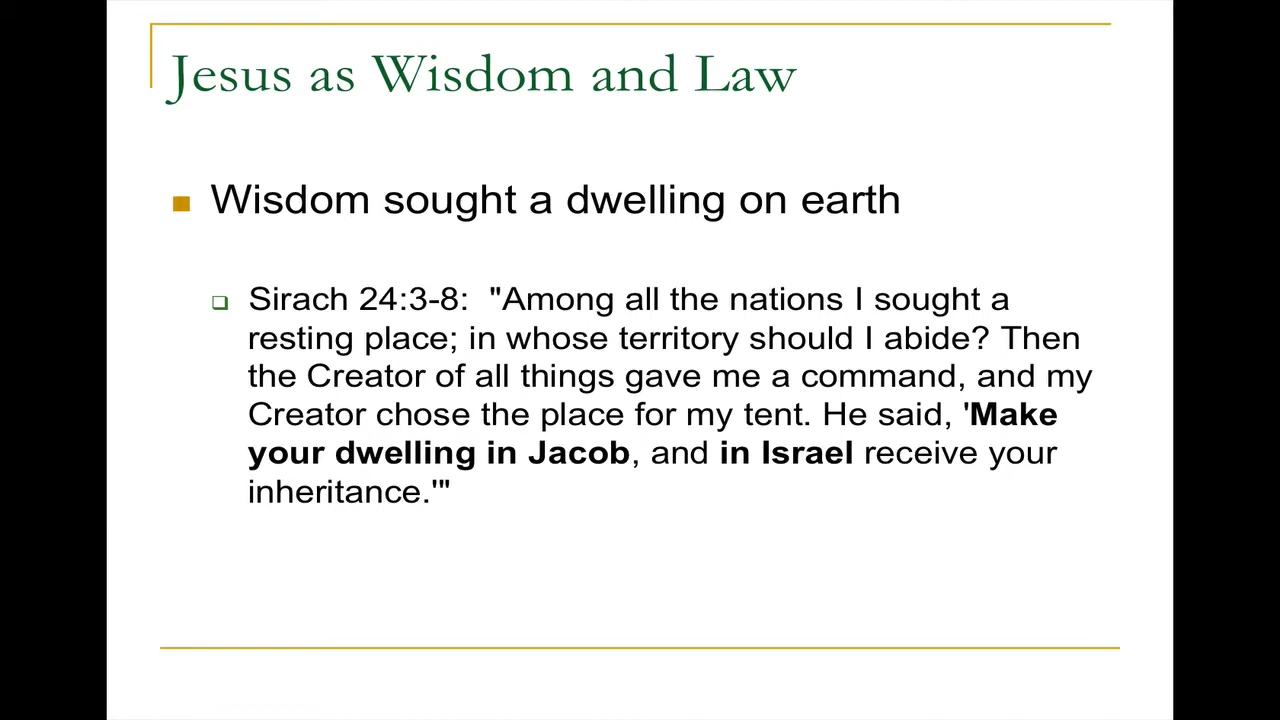 Jesus as Wisdom and Law
Wisdom sought a dwelling on earth
Sirach 24:3-8:  "Among all the nations I sought a
resting place; in whose territory should I abide? Then
the Creator of all things gave me a command, and my
Creator chose the place for my tent. He said, 'Make
your dwelling in Jacob, and in Israel receive your
inheritance.'"